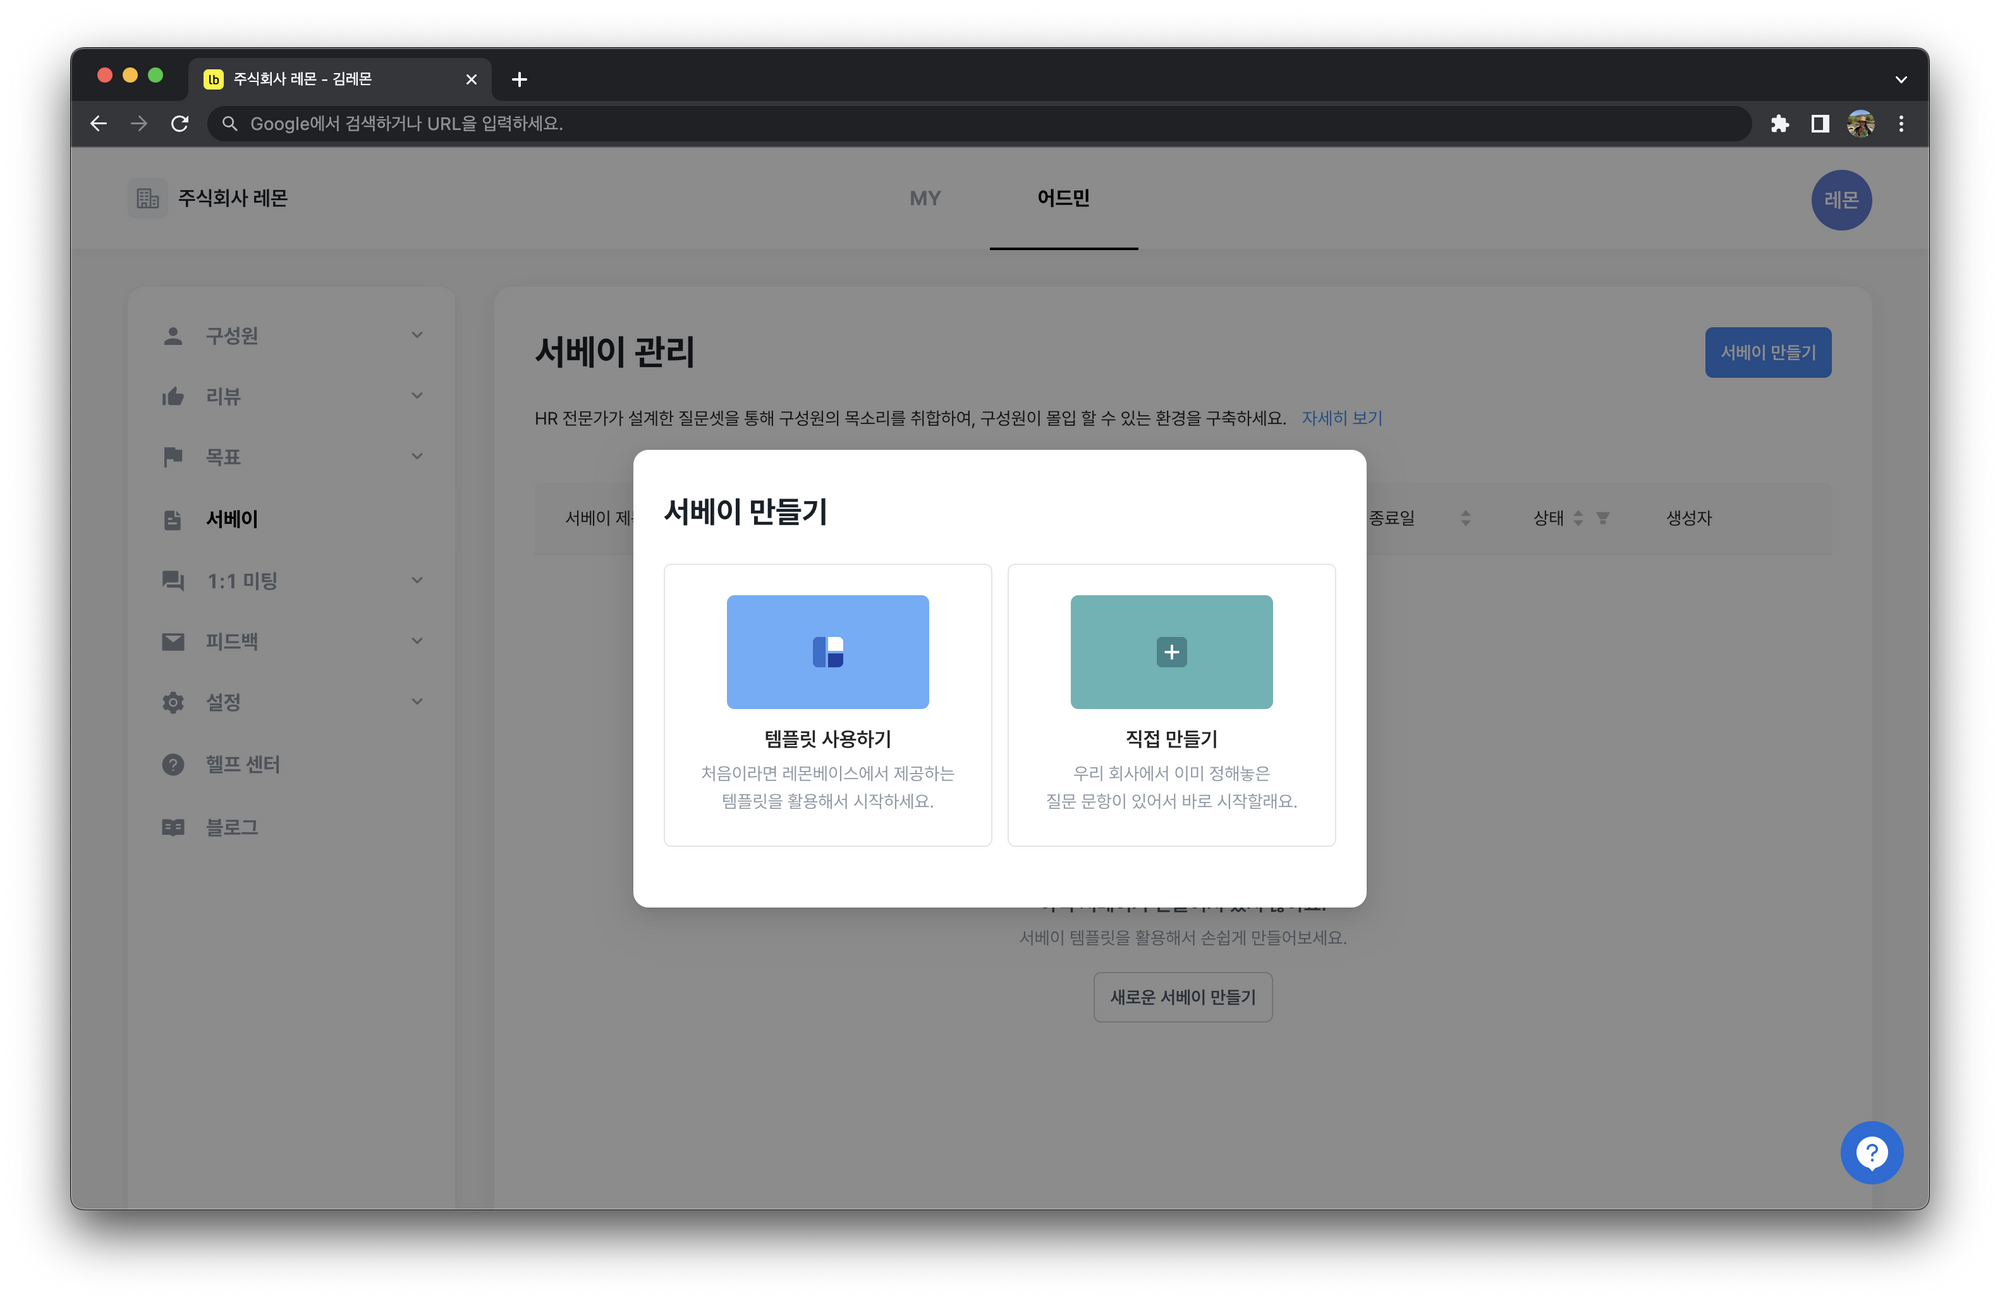 lb 주식회사 레몬 - 김레몬
Google에서 검색하거나 URL을 입력하세요.
주식회사 레몬
MY
어드민
레몬
구성원
리뷰
목표
서베이
1:1 미팅
피드백
설정
헬프 센터
블로그
서베이 관리
서베이 만들기
HR 전문가가 설계한 질문셋을 통해 구성원의 목소리를 취합하여, 구성원이 몰입 할 수 있는 환경을 구축하세요. 자세히 보기
서베이
종료일
상태
생성자
서베이 만들기
템플릿 사용하기
처음이라면 레몬베이스에서 제공하는
템플릿을 활용해서 시작하세요.
직접 만들기
우리 회사에서 이미 정해놓은
질문 문항이 있어서 바로 시작할래요.
서베이 템플릿을 활용해서 손쉽게 만들어보세요.
새로운 서베이 만들기